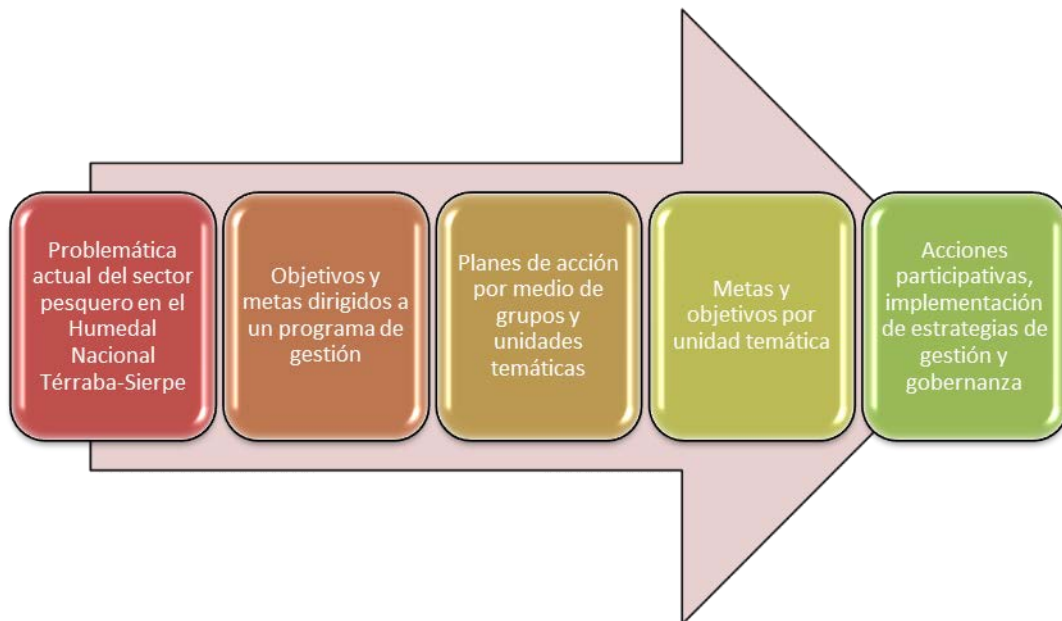 Problemática
actual del sector
pesquero en el
Humedal
Nacional
Térraba-Sierpe
Objetivos y
metas dirigidos a
un programa de
gestión
Planes de acción
por medio de
grupos y
unidades
temáticas
Metas y
objetivos por
unidad temática
Acciones
participativas,
implementación
de estrategias de
gestión y
gobernanza